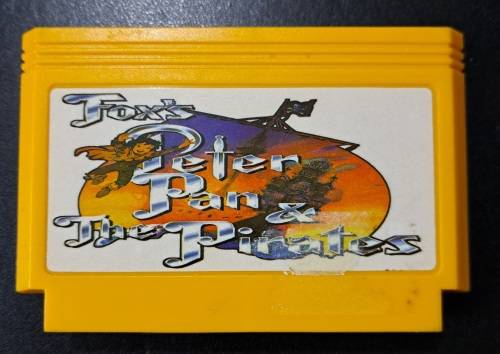 Fox's
Peter
Pan &
The Pirates